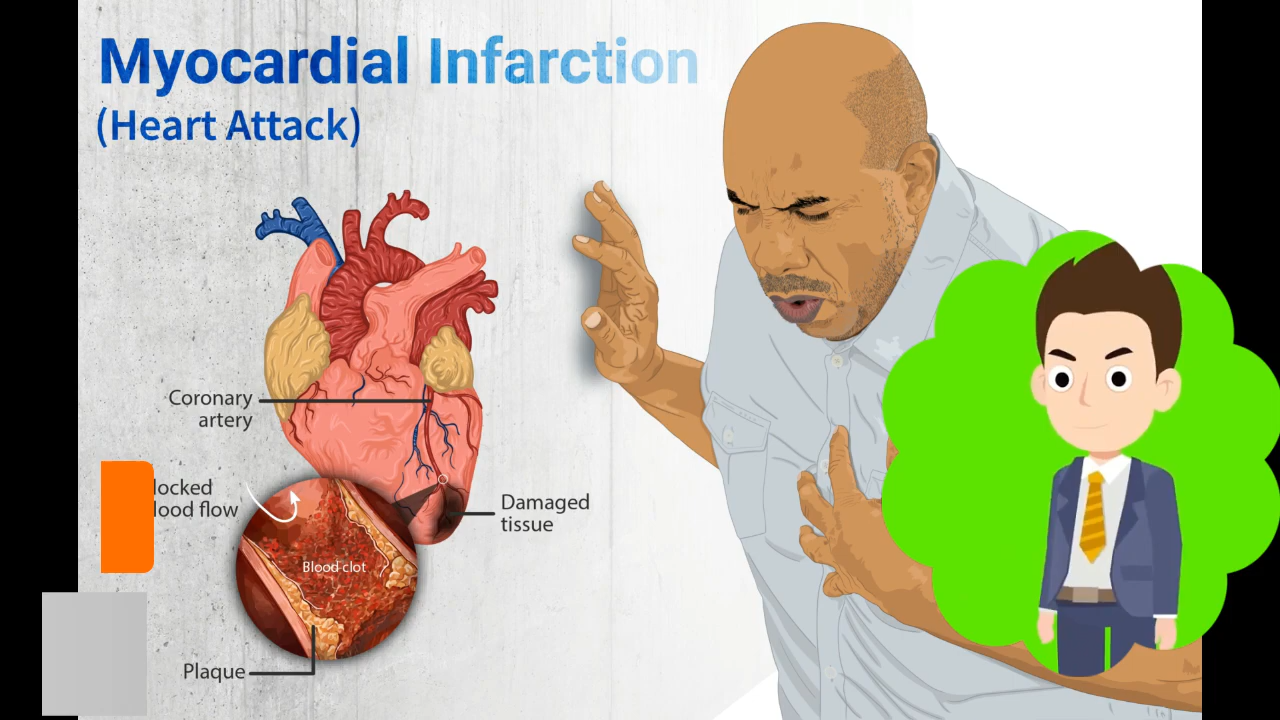 Myocardial Infarction
(Heart Attack)
Coronary
artery
locked
lood flow
Damaged
tissue
Blood clot
Plaque